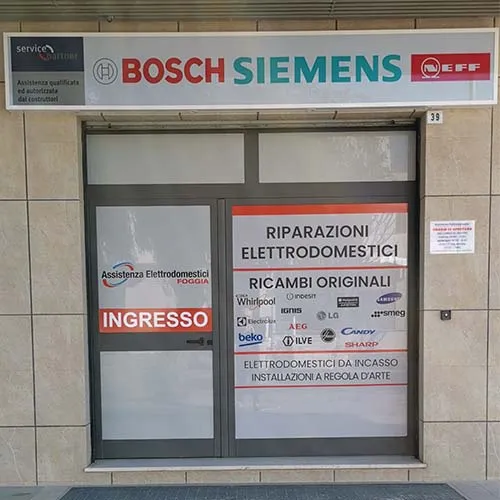 service
partner
Assistenza qualificata
ed autorizzata
dai costruttori
BOSCH SIEMENS NEFF
39
RIPARAZIONI
ELETTRODOMESTICI
RICAMBI ORIGINALI
Whirlpool
INDESIT
SAMSUNG
IGNIS
LG
smeg
Electrolux
AEG
CANDY
beko
ILVE
SHARP
ELETTRODOMESTICI DA INCASSO
INSTALLAZIONI A REGOLA D'ARTE
Assistenza Elettrodomestici
FOGGIA
INGRESSO